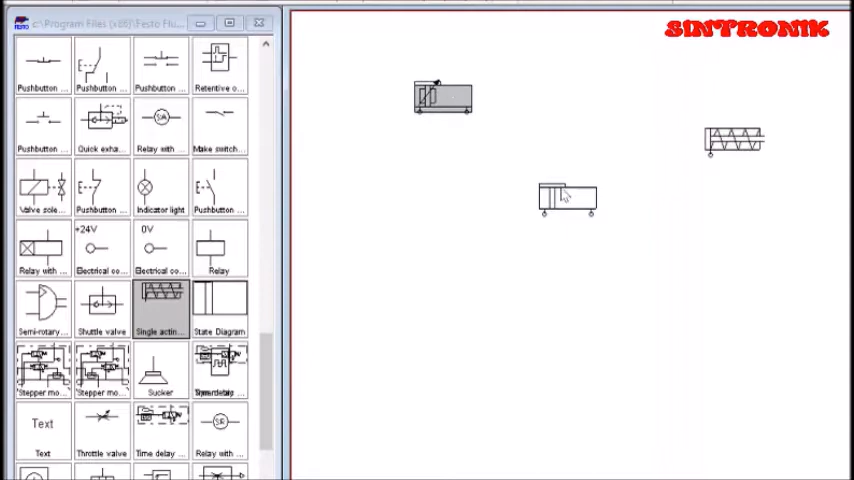 SINTRONIK
FESTO c:\Program Files (x86)\Festo Flu...
Pushbutton Pushbutton ... Pushbutton ... Retentive o...
Pushbutton ... Quick exha... Relay with ... Make switch...
Valve sole... Pushbutton ... Indicator light Pushbutton ...
+24V 0V
Relay with ... Electrical co... Electrical co... Relay
Semi-rotary... Shuttle valve Single actin... State Diagram
Stepper mo... Stepper mo... Sucker
Text
Text Throttle valve Time delay ... Relay with ...